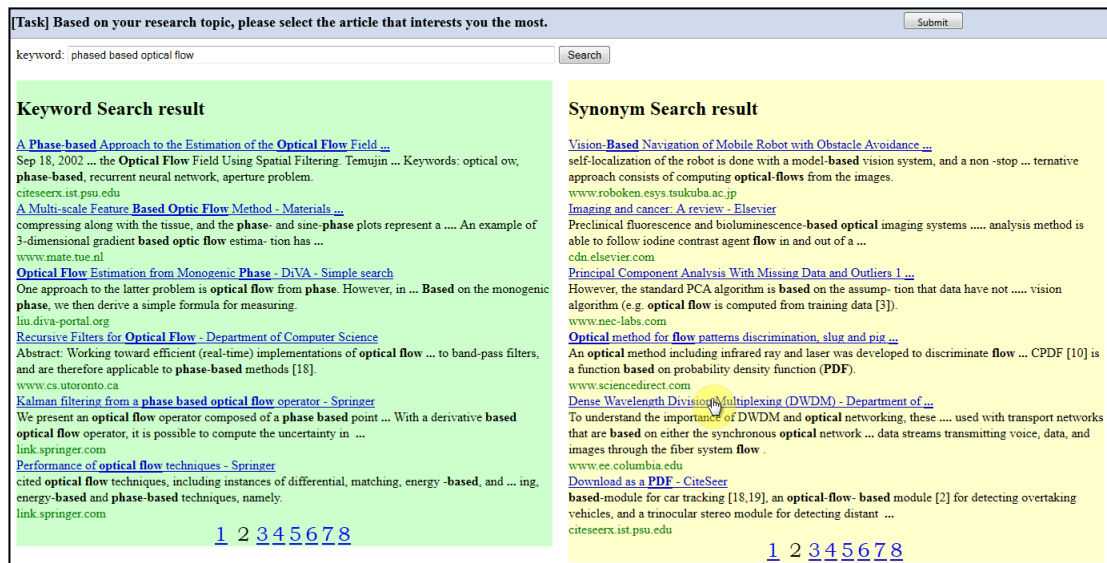 [Task] Based on your research topic, please select the article that interests you the most.
Submit
keyword: phased based optical flow
Search
Keyword Search result
A Phase-based Approach to the Estimation of the Optical Flow Field ...
Sep 18, 2002 ... the Optical Flow Field Using Spatial Filtering. Temujin ... Keywords: optical ow,
phase-based, recurrent neural network, aperture problem.
citeseerx.ist.psu.edu
A Multi-scale Feature Based Optic Flow Method - Materials ...
compressing along with the tissue, and the phase- and sine-phase plots represent a .... An example of
3-dimensional gradient based optic flow estima- tion has ...
www.mate.tue.nl
Optical Flow Estimation from Monogenic Phase - DiVA - Simple search
One approach to the latter problem is optical flow from phase. However, in ... Based on the monogenic
phase, we then derive a simple formula for measuring.
liu.diva-portal.org
Recursive Filters for Optical Flow - Department of Computer Science
Abstract: Working toward efficient (real-time) implementations of optical flow ... to band-pass filters,
and are therefore applicable to phase-based methods [18].
www.cs.utoronto.ca
Kalman filtering from a phase based optical flow operator - Springer
We present an optical flow operator composed of a phase based point ... With a derivative based
optical flow operator, it is possible to compute the uncertainty in ...
link.springer.com
Performance of optical flow techniques - Springer
cited optical flow techniques, including instances of differential, matching, energy -based, and ... ing,
energy-based and phase-based techniques, namely.
link.springer.com
1 2 3 4 5 6 7 8
Synonym Search result
Vision-Based Navigation of Mobile Robot with Obstacle Avoidance ...
self-localization of the robot is done with a model-based vision system, and a non -stop ... ternative
approach consists of computing optical-flows from the images.
www.roboken.esys.tsukuba.ac.jp
Imaging and cancer: A review - Elsevier
Preclinical fluorescence and bioluminescence-based optical imaging systems ..... analysis method is
able to follow iodine contrast agent flow in and out of a ...
cdn.elsevier.com
Principal Component Analysis With Missing Data and Outliers 1 ...
However, the standard PCA algorithm is based on the assump- tion that data have not ..... vision
algorithm (e.g. optical flow is computed from training data [3]).
www.nec-labs.com
Optical method for flow patterns discrimination, slug and pig ...
An optical method including infrared ray and laser was developed to discriminate flow ... CPDF [10] is
a function based on probability density function (PDF).
www.sciencedirect.com
Dense Wavelength Division Multiplexing (DWDM) - Department of ...
To understand the importance of DWDM and optical networking, these .... used with transport networks
that are based on either the synchronous optical network ... data streams transmitting voice, data, and
images through the fiber system flow .
www.ee.columbia.edu
Download as a PDF - CiteSeer
based-module for car tracking [18,19], an optical-flow- based module [2] for detecting overtaking
vehicles, and a trinocular stereo module for detecting distant ...
citeseerx.ist.psu.edu
1 2 3 4 5 6 7 8